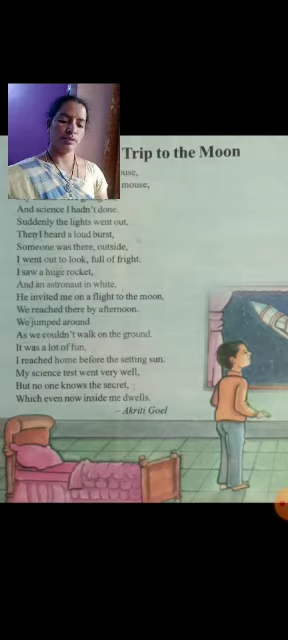 Trip to the Moon
ouse,
mouse,
And science I hadn't done.
Suddenly the lights went out,
Then I heard a loud burst,
Someone was there, outside,
I went out to look, full of fright.
I saw a huge rocket,
And an astronaut in white,
He invited me on a flight to the moon,
We reached there by afternoon.
We jumped around
As we couldn't walk on the ground.
It was a lot of fun,
I reached home before the setting sun.
My science test went very well,
But no one knows the secret,
Which even now inside me dwells.
– Akriti Goel